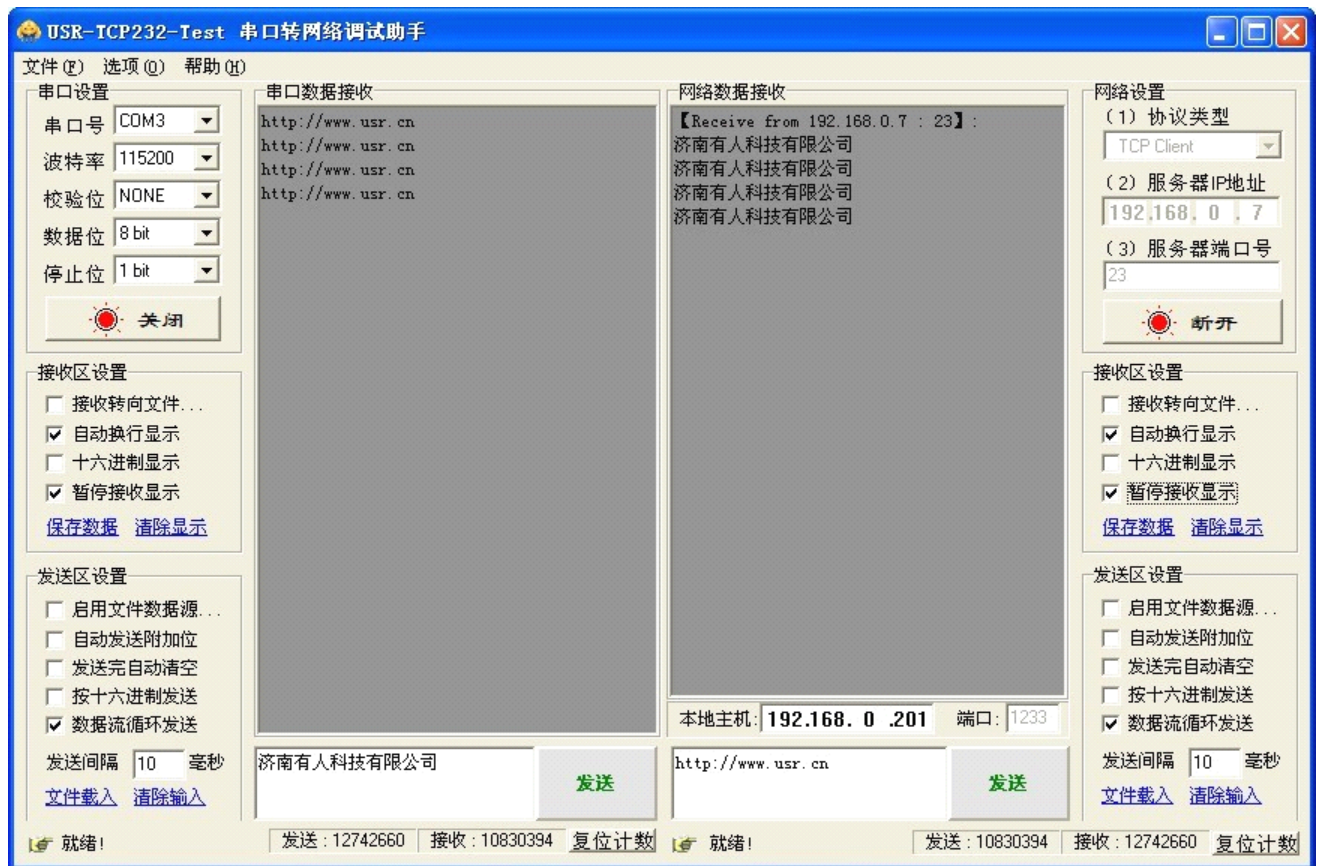 USR-TCP232-Test 串口转网络调试助手
文件(F) 选项(O) 帮助(H)
串口设置
串口号 COM3
波特率 115200
校验位 NONE
数据位 8 bit
停止位 1 bit
关闭
接收区设置
接收转向文件...
自动换行显示
十六进制显示
暂停接收显示
保存数据 清除显示
发送区设置
启用文件数据源...
自动发送附加位
发送完自动清空
按十六进制发送
数据流循环发送
发送间隔 10 毫秒
文件载入 清除输入
串口数据接收
http://www.usr.cn
http://www.usr.cn
http://www.usr.cn
http://www.usr.cn
济南有人科技有限公司
发送
网络数据接收
【Receive from 192.168.0.7 : 23】:
济南有人科技有限公司
济南有人科技有限公司
济南有人科技有限公司
济南有人科技有限公司
本地主机: 192.168. 0 .201 端口: 1233
http://www.usr.cn
发送
网络设置
(1) 协议类型
TCP Client
(2) 服务器IP地址
192.168. 0 . 7
(3) 服务器端口号
23
断开
接收区设置
接收转向文件...
自动换行显示
十六进制显示
暂停接收显示
保存数据 清除显示
发送区设置
启用文件数据源...
自动发送附加位
发送完自动清空
按十六进制发送
数据流循环发送
发送间隔 10 毫秒
文件载入 清除输入
就绪! 发送:12742660 接收:10830394 复位计数
就绪! 发送:10830394 接收:12742660 复位计数